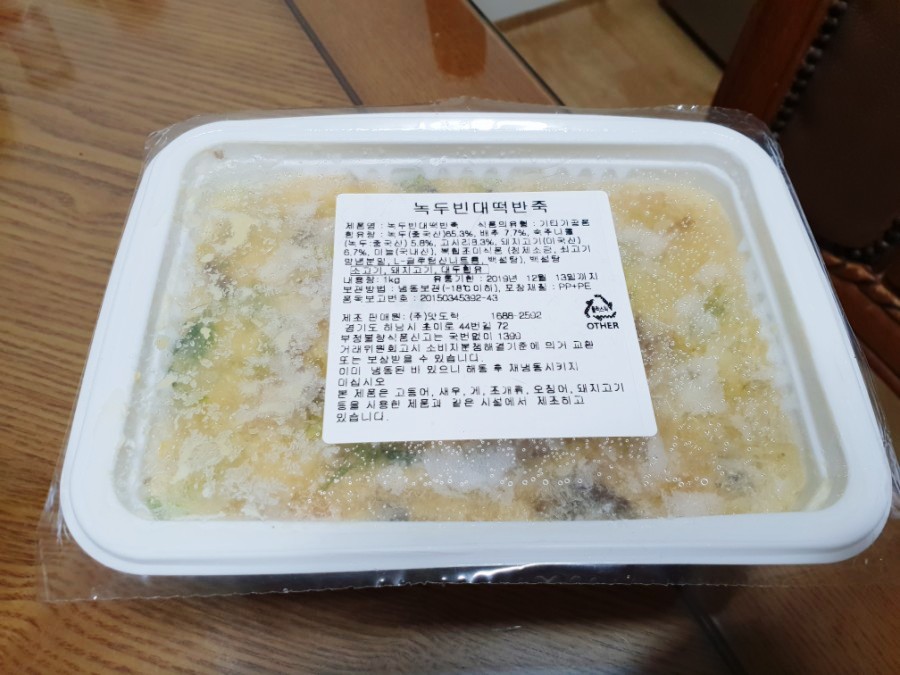 녹두빈대떡반죽
제품명 : 녹두빈대떡반죽 식품의유형 : 기타가공품
함유량 : 녹두(중국산)65.3%, 배추 7.7%, 숙주나물
(녹두:중국산) 5.8%, 고사리8.3%, 돼지고기(미국산)
6.7%, 마늘(국내산), 복합조미식품 (정제소금, 쇠고기
맛분말, L-글루탐산나트륨, 백설탕), 백설탕
소고기, 돼지고기, 대두함유
내용량: 1kg 유통기한 : 2019년 12월 13일까지
보관방법 : 냉동보관(-18℃이하), 포장재질 : PP+PE
품목보고번호 : 20150345392-43
제조 판매원: (주)맛도락 1688-2502
경기도 하남시 초이로 44번길 72
부정불량식품신고는 국번없이 1399
거래위원회고시 소비자분쟁해결기준에 의거 교환
또는 보상받을 수 있습니다.
이미 냉동된 바 있으니 해동 후 재냉동시키지
마십시오
본 제품은 고등어, 새우, 게, 조개류, 오징어, 돼지고기
등을 사용한 제품과 같은 시설에서 제조하고
있습니다.
OTHER